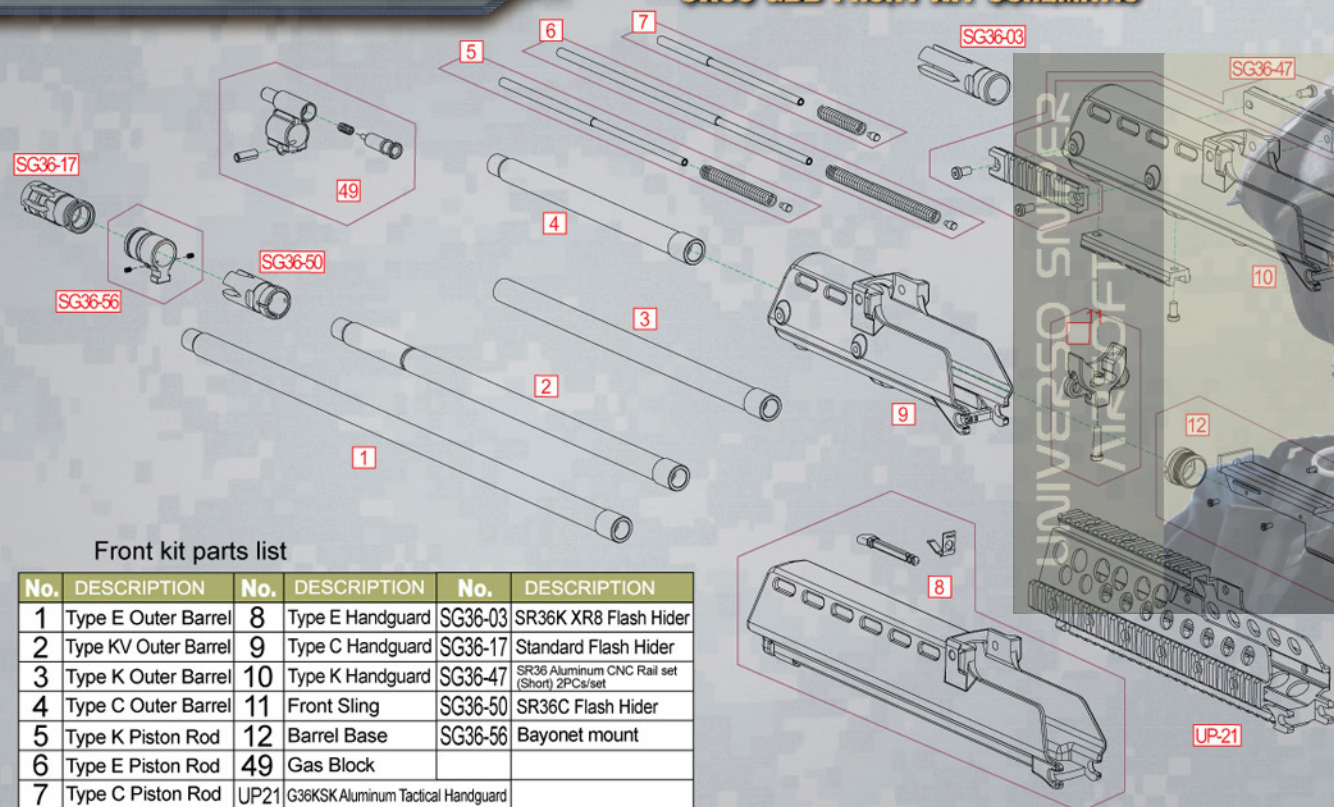 7
6
SG36-03
5
SG36-47
49
SG36-17
4
SG36-50
10
SG36-56
3
11
2
9
12
1
UNIVERSO SNIPER
AIRSOFT
8
UP-21
Front kit parts list
No. DESCRIPTION No. DESCRIPTION No. DESCRIPTION
1 Type E Outer Barrel 8 Type E Handguard SG36-03 SR36K XR8 Flash Hider
2 Type KV Outer Barrel 9 Type C Handguard SG36-17 Standard Flash Hider
3 Type K Outer Barrel 10 Type K Handguard SG36-47 SR36 Aluminum CNC Rail set
(Short) 2PCs/set
4 Type C Outer Barrel 11 Front Sling SG36-50 SR36C Flash Hider
5 Type K Piston Rod 12 Barrel Base SG36-56 Bayonet mount
6 Type E Piston Rod 49 Gas Block
7 Type C Piston Rod UP21 G36KSK Aluminum Tactical Handguard